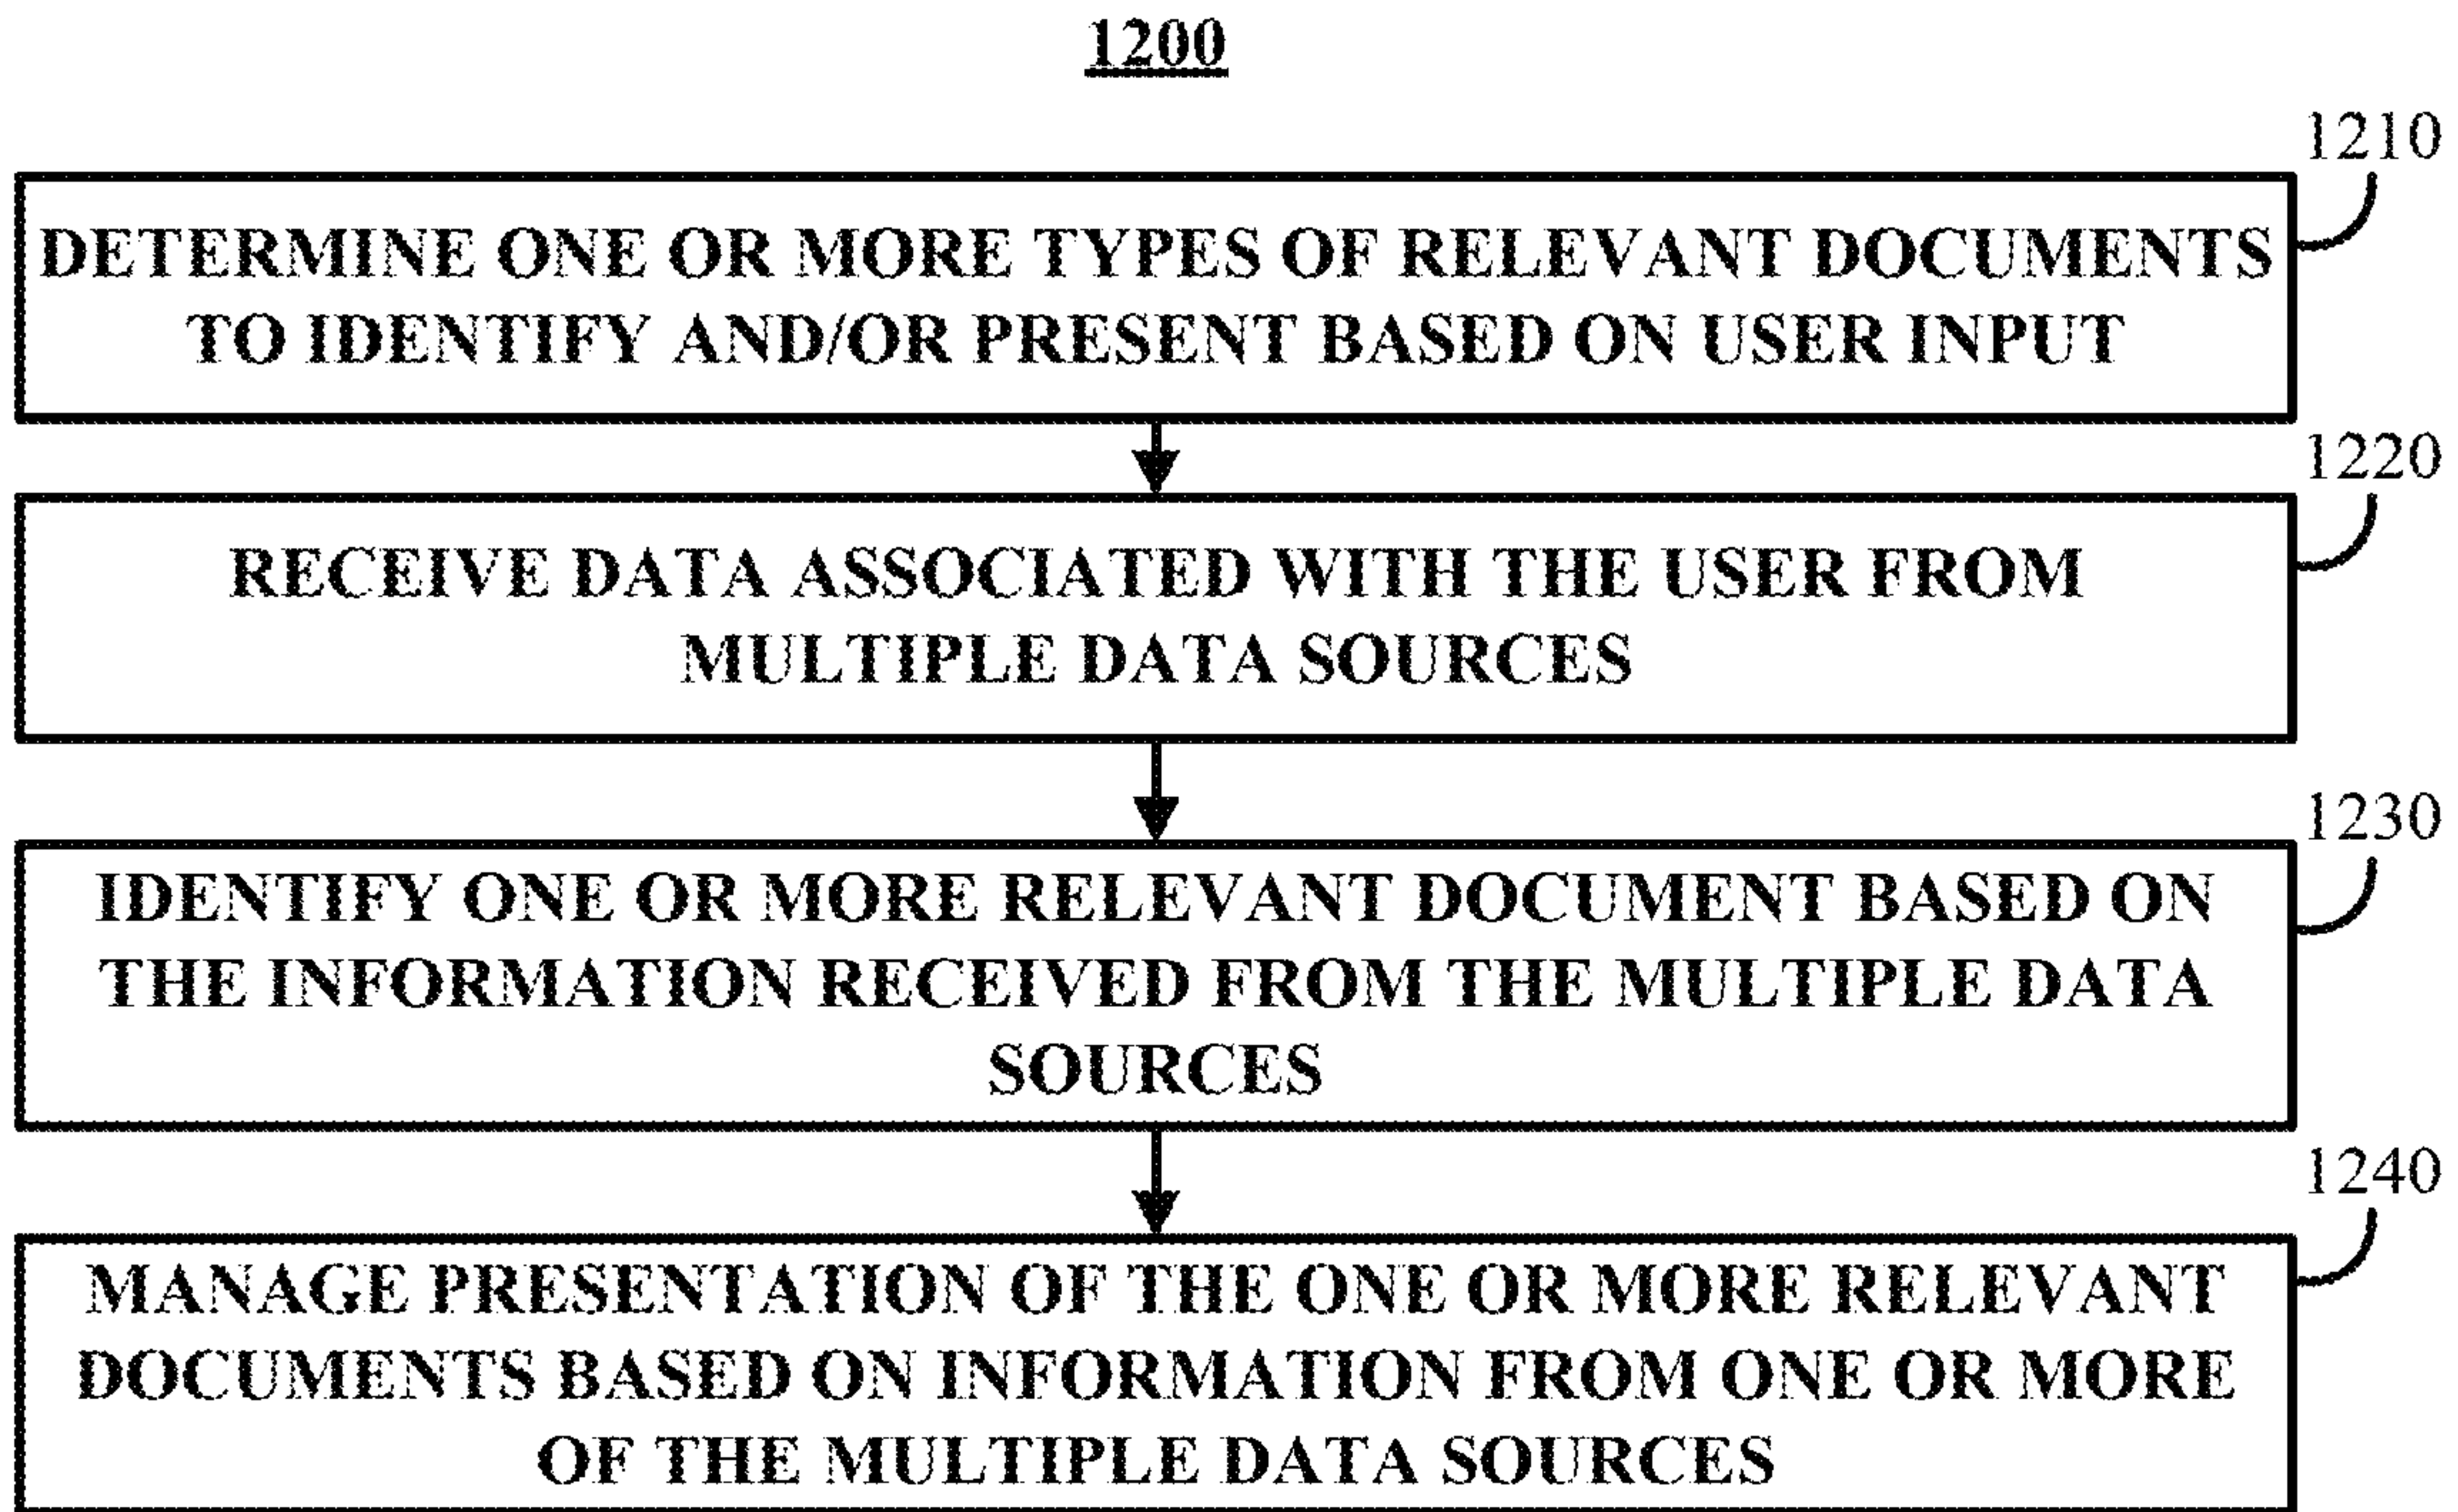 1200
1210
DETERMINE ONE OR MORE TYPES OF RELEVANT DOCUMENTS
TO IDENTIFY AND/OR PRESENT BASED ON USER INPUT
1220
RECEIVE DATA ASSOCIATED WITH THE USER FROM
MULTIPLE DATA SOURCES
1230
IDENTIFY ONE OR MORE RELEVANT DOCUMENT BASED ON
THE INFORMATION RECEIVED FROM THE MULTIPLE DATA
SOURCES
1240
MANAGE PRESENTATION OF THE ONE OR MORE RELEVANT
DOCUMENTS BASED ON INFORMATION FROM ONE OR MORE
OF THE MULTIPLE DATA SOURCES